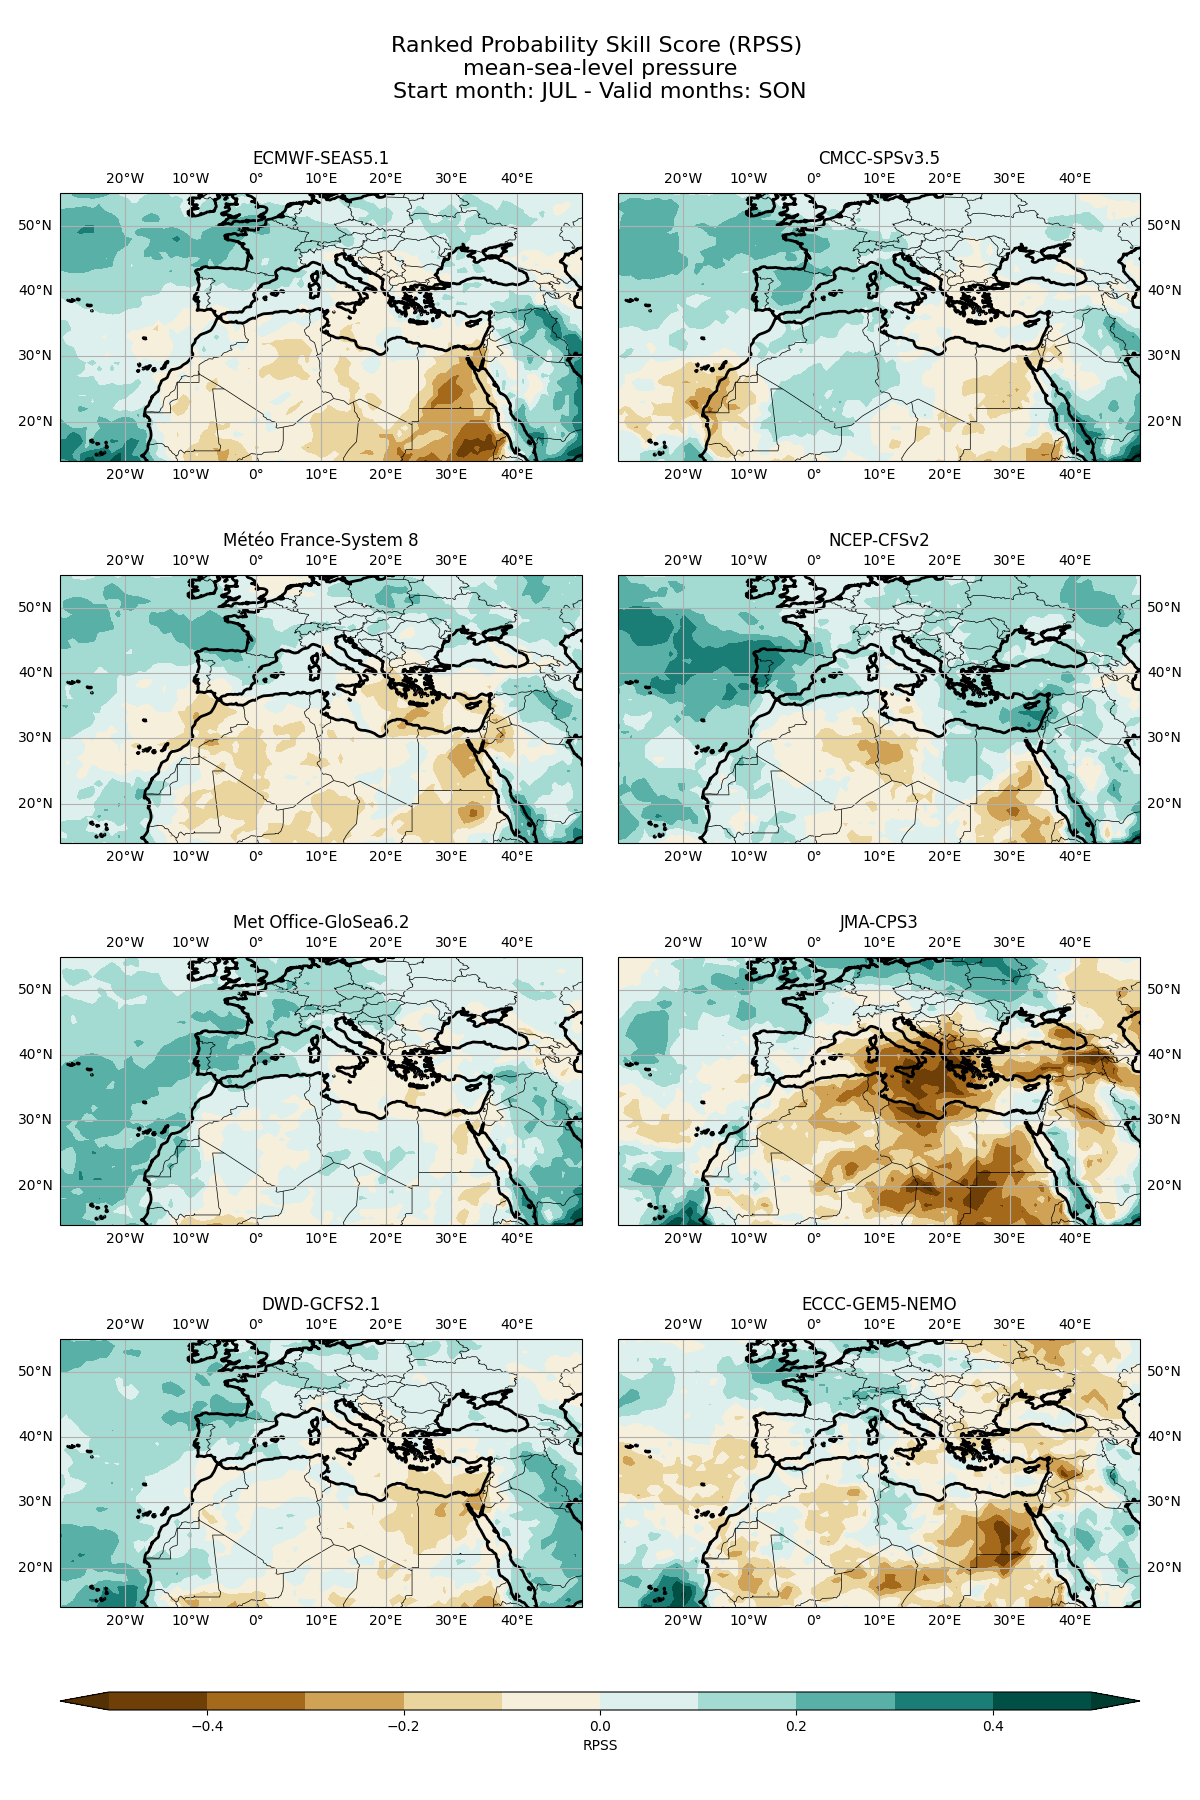 Ranked Probability Skill Score (RPSS)
mean-sea-level pressure
Start month: JUL - Valid months: SON
ECMWF-SEAS5.1
20°W 10°W 0° 10°E 20°E 30°E 40°E
50°N
40°N
30°N
20°N
20°W 10°W 0° 10°E 20°E 30°E 40°E
CMCC-SPSv3.5
20°W 10°W 0° 10°E 20°E 30°E 40°E
50°N
40°N
30°N
20°N
20°W 10°W 0° 10°E 20°E 30°E 40°E
Météo France-System 8
20°W 10°W 0° 10°E 20°E 30°E 40°E
50°N
40°N
30°N
20°N
20°W 10°W 0° 10°E 20°E 30°E 40°E
NCEP-CFSv2
20°W 10°W 0° 10°E 20°E 30°E 40°E
50°N
40°N
30°N
20°N
20°W 10°W 0° 10°E 20°E 30°E 40°E
Met Office-GloSea6.2
20°W 10°W 0° 10°E 20°E 30°E 40°E
50°N
40°N
30°N
20°N
20°W 10°W 0° 10°E 20°E 30°E 40°E
JMA-CPS3
20°W 10°W 0° 10°E 20°E 30°E 40°E
50°N
40°N
30°N
20°N
20°W 10°W 0° 10°E 20°E 30°E 40°E
DWD-GCFS2.1
20°W 10°W 0° 10°E 20°E 30°E 40°E
50°N
40°N
30°N
20°N
20°W 10°W 0° 10°E 20°E 30°E 40°E
ECCC-GEM5-NEMO
20°W 10°W 0° 10°E 20°E 30°E 40°E
50°N
40°N
30°N
20°N
20°W 10°W 0° 10°E 20°E 30°E 40°E
−0.4 −0.2 0.0 0.2 0.4
RPSS